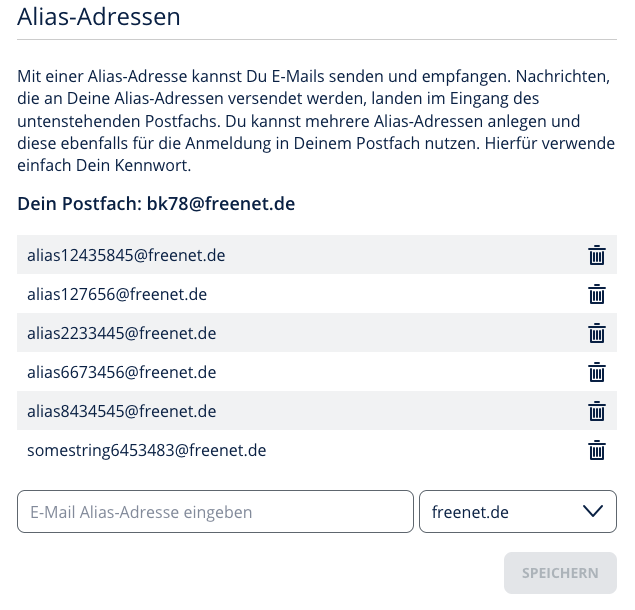 Alias-Adressen
Mit einer Alias-Adresse kannst Du E-Mails senden und empfangen. Nachrichten,
die an Deine Alias-Adressen versendet werden, landen im Eingang des
untenstehenden Postfachs. Du kannst mehrere Alias-Adressen anlegen und
diese ebenfalls für die Anmeldung in Deinem Postfach nutzen. Hierfür verwende
einfach Dein Kennwort.
Dein Postfach: bk78@freenet.de
alias12435845@freenet.de
alias127656@freenet.de
alias2233445@freenet.de
alias6673456@freenet.de
alias8434545@freenet.de
somestring6453483@freenet.de
E-Mail Alias-Adresse eingeben freenet.de
SPEICHERN